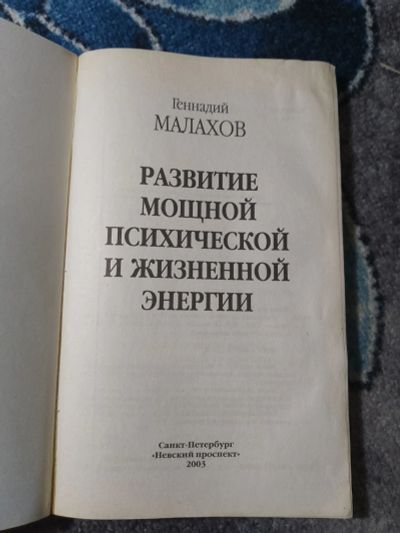 Геннадий
МАЛАХОВ
РАЗВИТИЕ
МОЩНОЙ
ПСИХИЧЕСКОЙ
И ЖИЗНЕННОЙ
ЭНЕРГИИ
Санкт-Петербург
«Невский проспект»
2003